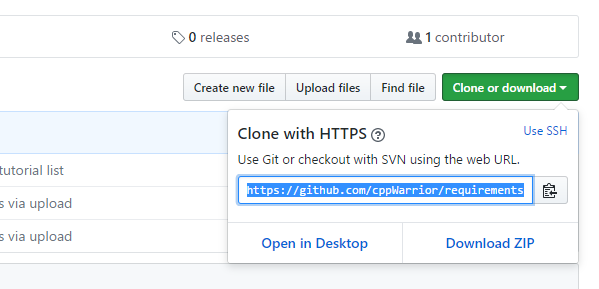 0 releases
1 contributor
Create new file
Upload files
Find file
Clone or download
Clone with HTTPS ?
Use SSH
Use Git or checkout with SVN using the web URL.
https://github.com/cppWarrior/requirements
Open in Desktop
Download ZIP
tutorial list
s via upload
s via upload